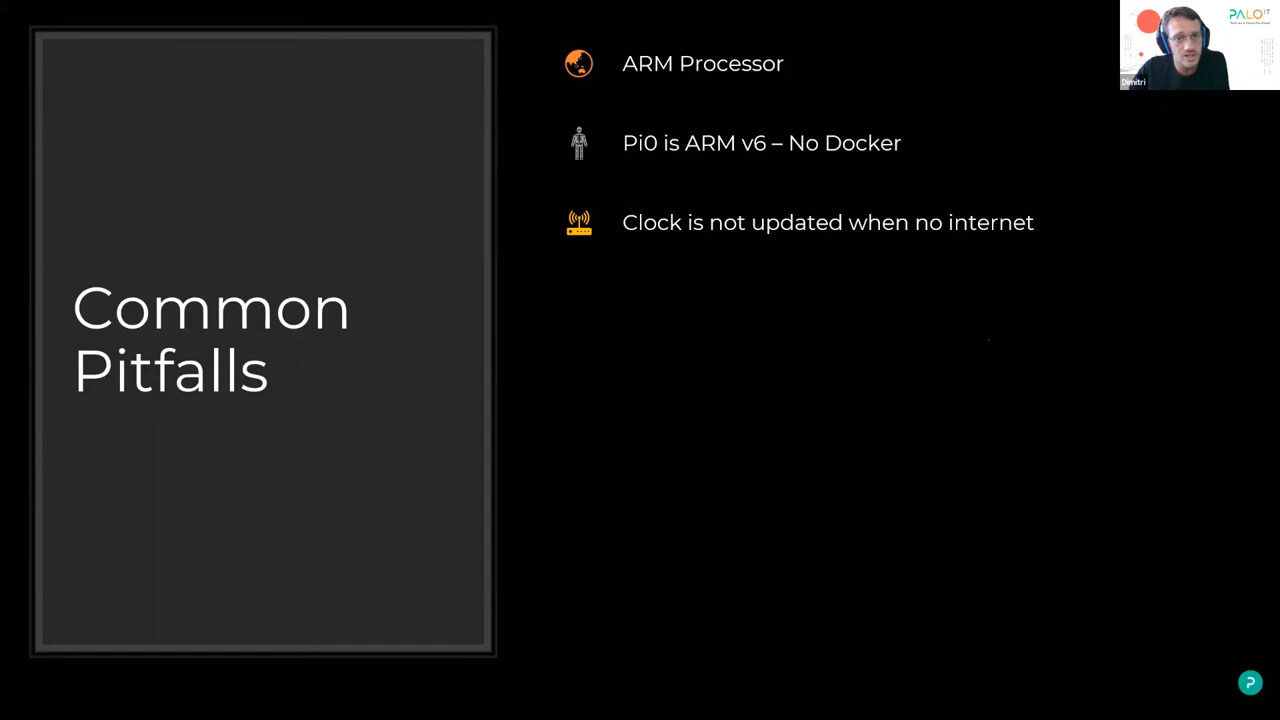 Common
Pitfalls
ARM Processor
Pi0 is ARM v6 – No Docker
Clock is not updated when no internet
PALO IT
Dimitri